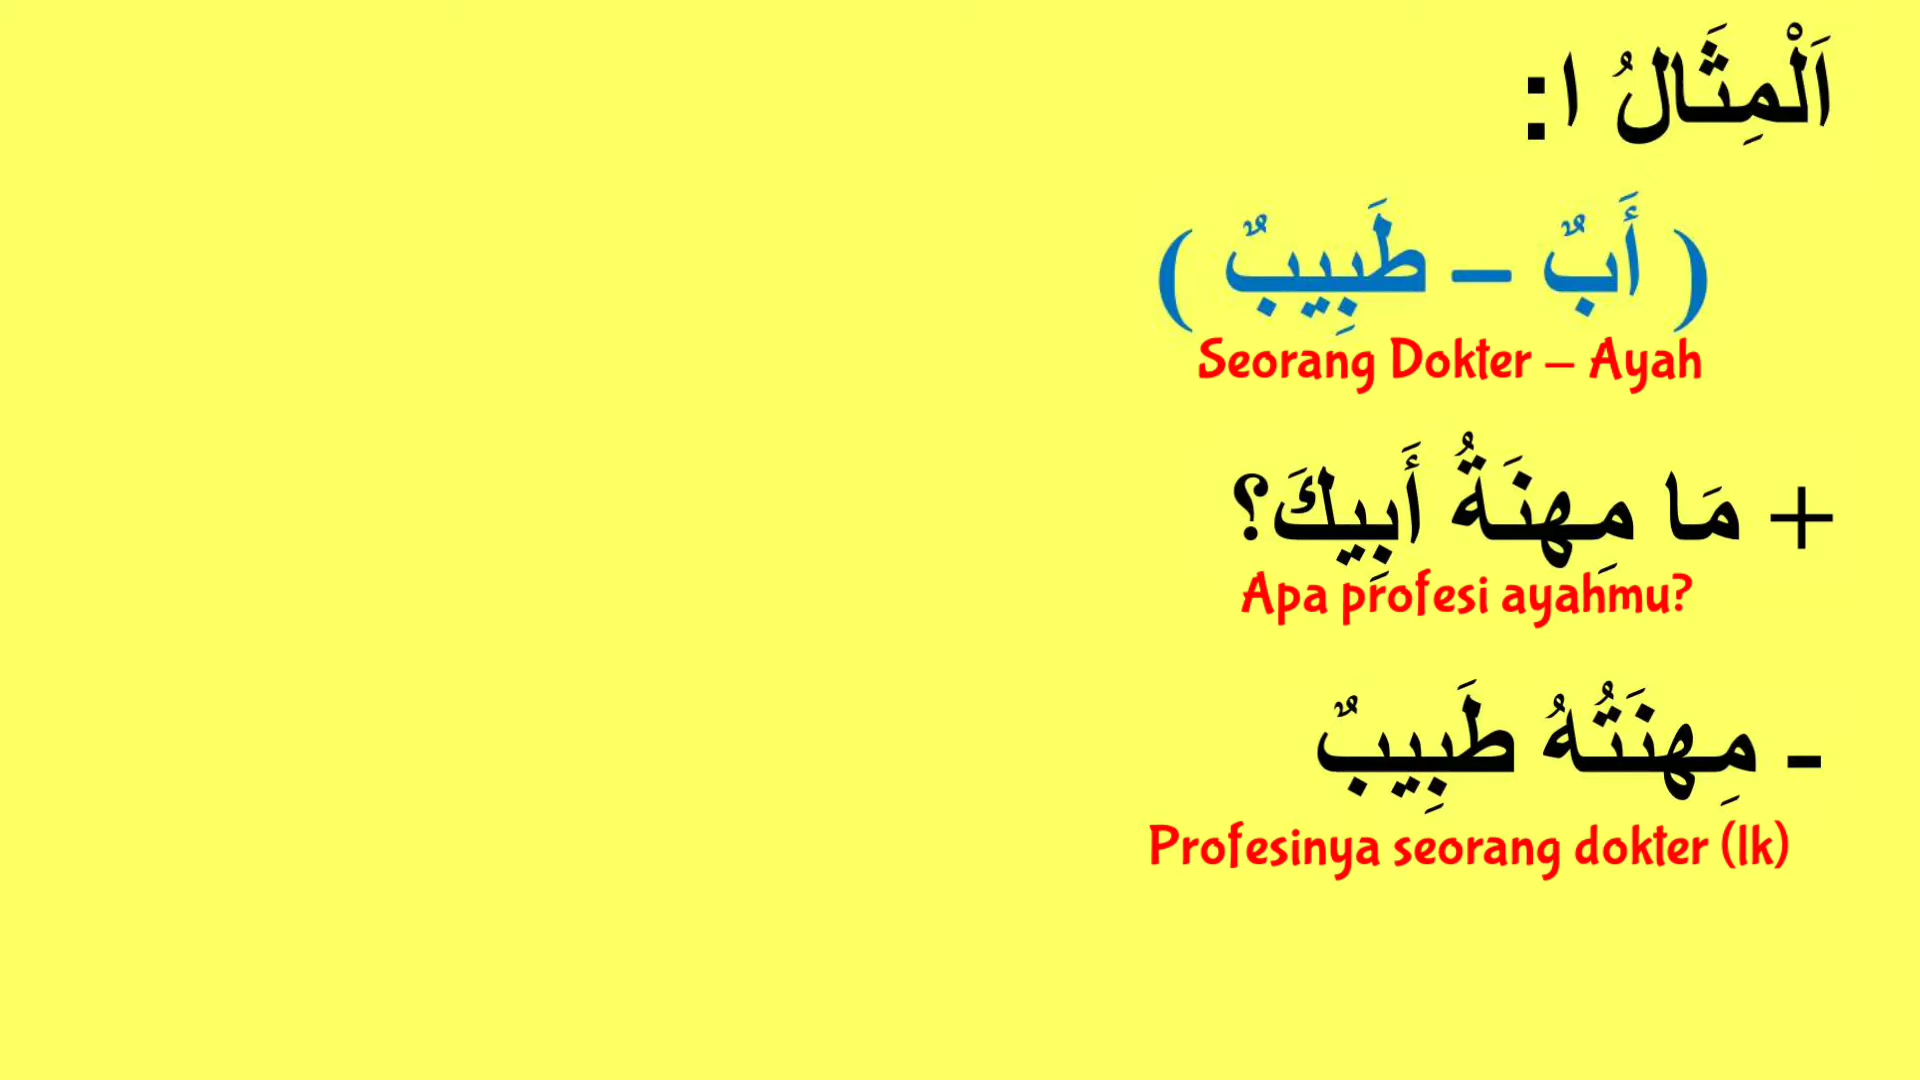 اَلْمِثَالُ ١:
( أَبٌ – طَبِيبٌ )
Seorang Dokter – Ayah
+ مَا مِهنَةُ أَبِيكَ؟
Apa profesi ayahmu?
- مِهنَتُهُ طَبِيبٌ
Profesinya seorang dokter (lk)